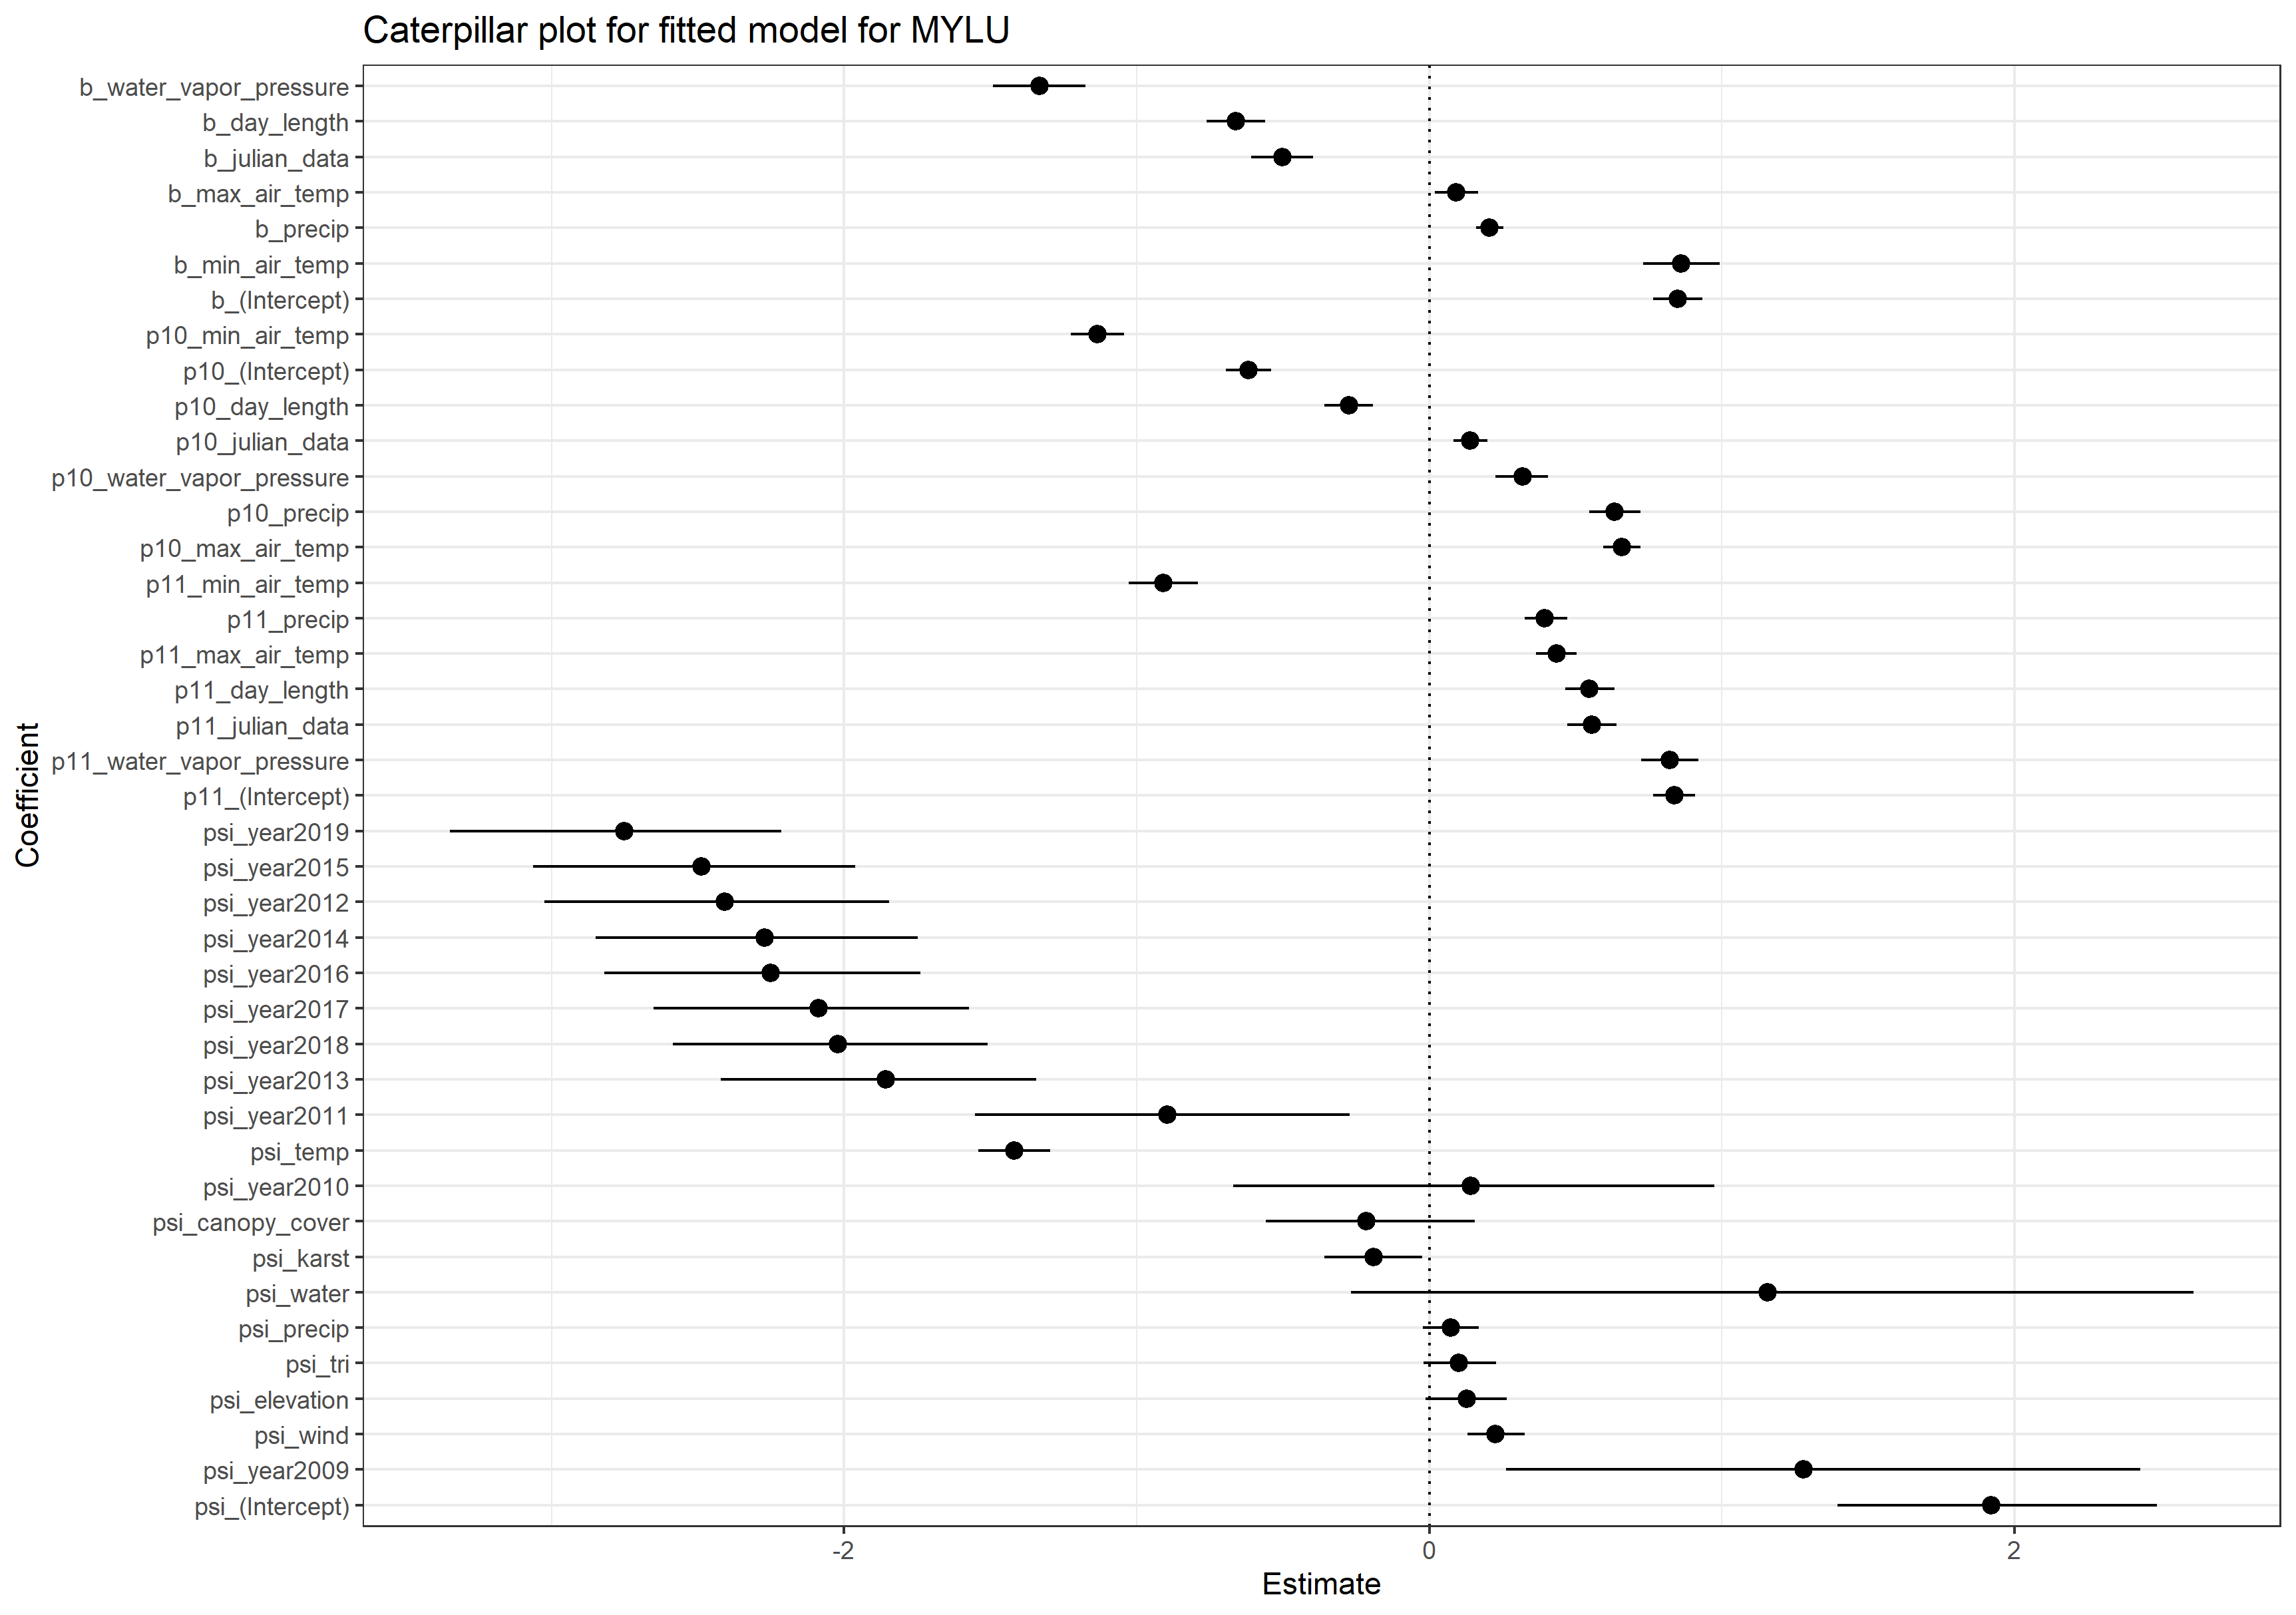 Caterpillar plot for fitted model for MYLU
b_water_vapor_pressure
b_day_length
b_julian_data
b_max_air_temp
b_precip
b_min_air_temp
b_(Intercept)
p10_min_air_temp
p10_(Intercept)
p10_day_length
p10_julian_data
p10_water_vapor_pressure
p10_precip
p10_max_air_temp
p11_min_air_temp
p11_precip
p11_max_air_temp
p11_day_length
p11_julian_data
p11_water_vapor_pressure
p11_(Intercept)
psi_year2019
psi_year2015
psi_year2012
psi_year2014
psi_year2016
psi_year2017
psi_year2018
psi_year2013
psi_year2011
psi_temp
psi_year2010
psi_canopy_cover
psi_karst
psi_water
psi_precip
psi_tri
psi_elevation
psi_wind
psi_year2009
psi_(Intercept)
Coefficient
-2 0 2
Estimate